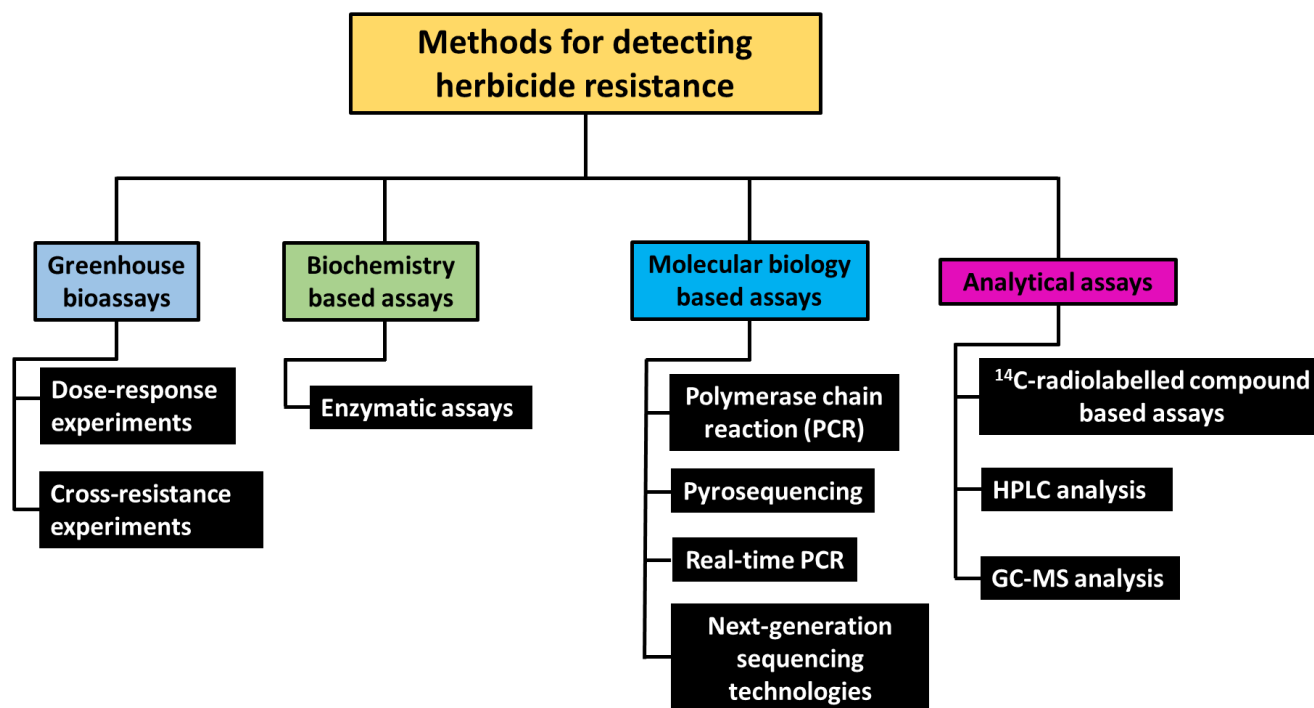 Methods for detecting
herbicide resistance
Greenhouse
bioassays
Dose-response
experiments
Cross-resistance
experiments
Biochemistry
based assays
Enzymatic assays
Molecular biology
based assays
Polymerase chain
reaction (PCR)
Pyrosequencing
Real-time PCR
Next-generation
sequencing
technologies
Analytical assays
¹⁴C-radiolabelled compound
based assays
HPLC analysis
GC-MS analysis